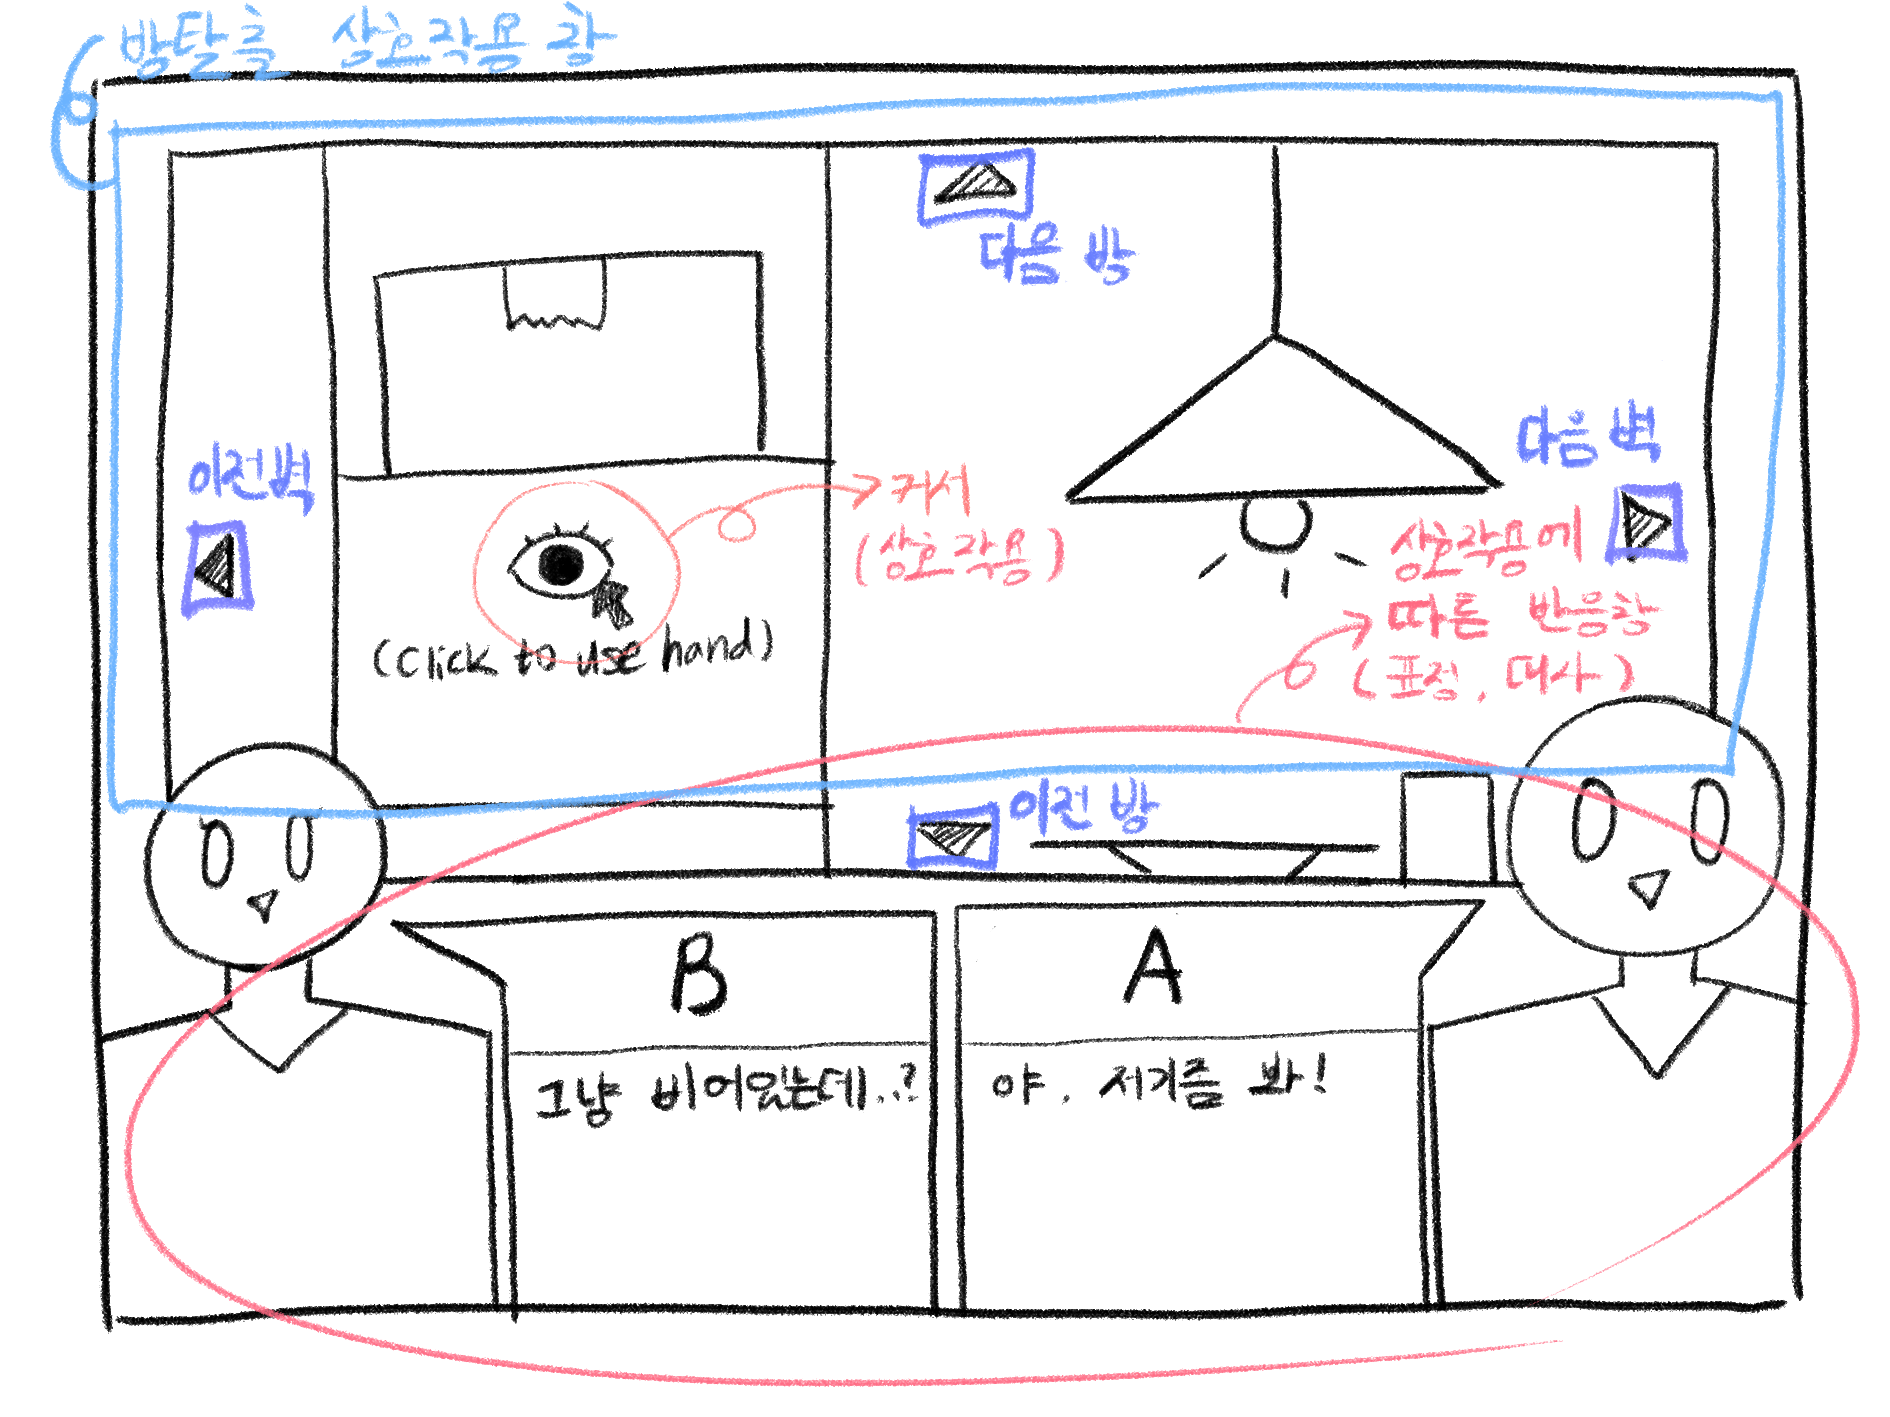 방탈출 상호작용 창
다음 방
이전벽
다음 벽
커서
(상호작용)
(Click to use hand)
상호작용에
따른 반응창
(표정, 대사)
이전 방
B
그냥 비어있는데..?
A
야, 저기좀 봐!